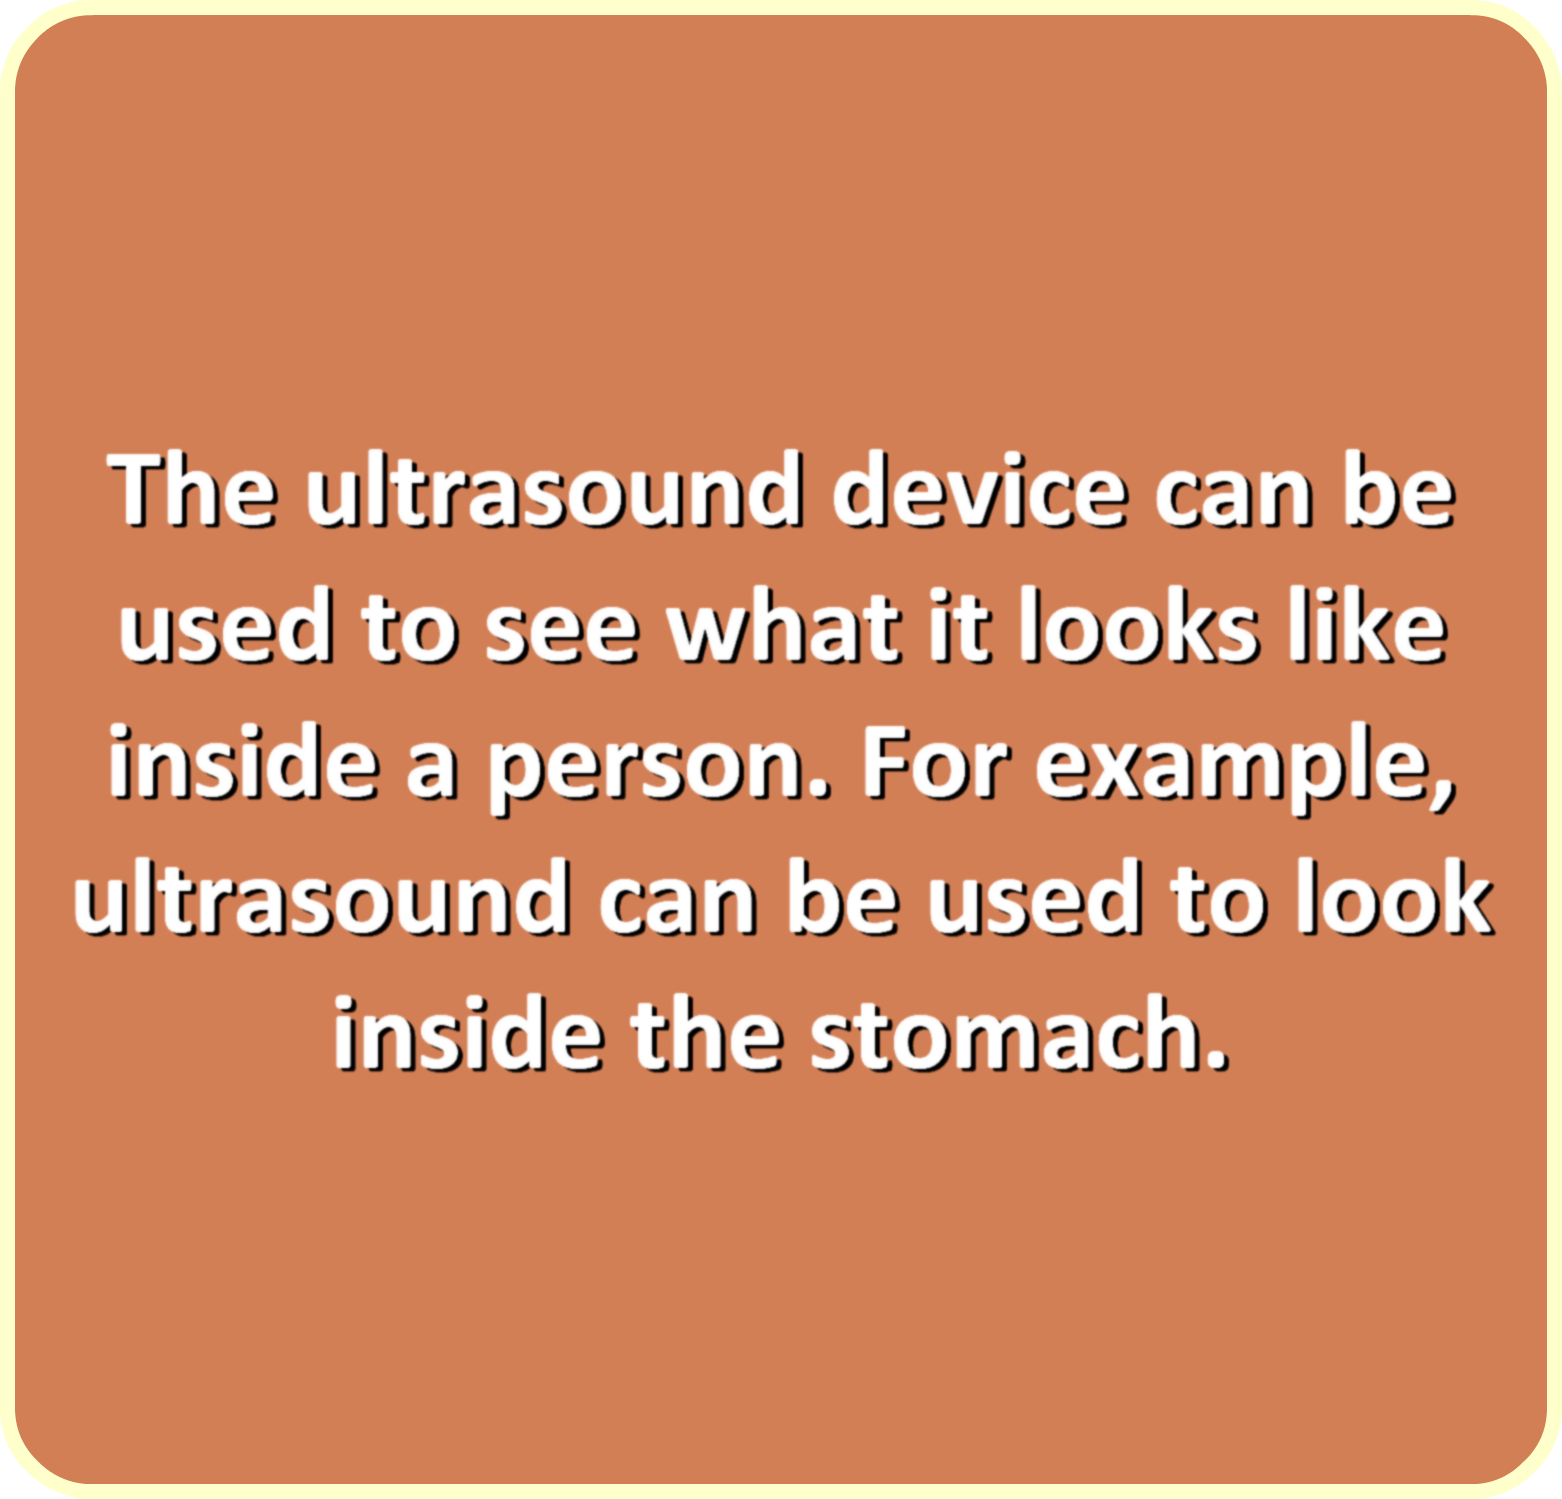 The ultrasound device can be
used to see what it looks like
inside a person. For example,
ultrasound can be used to look
inside the stomach.